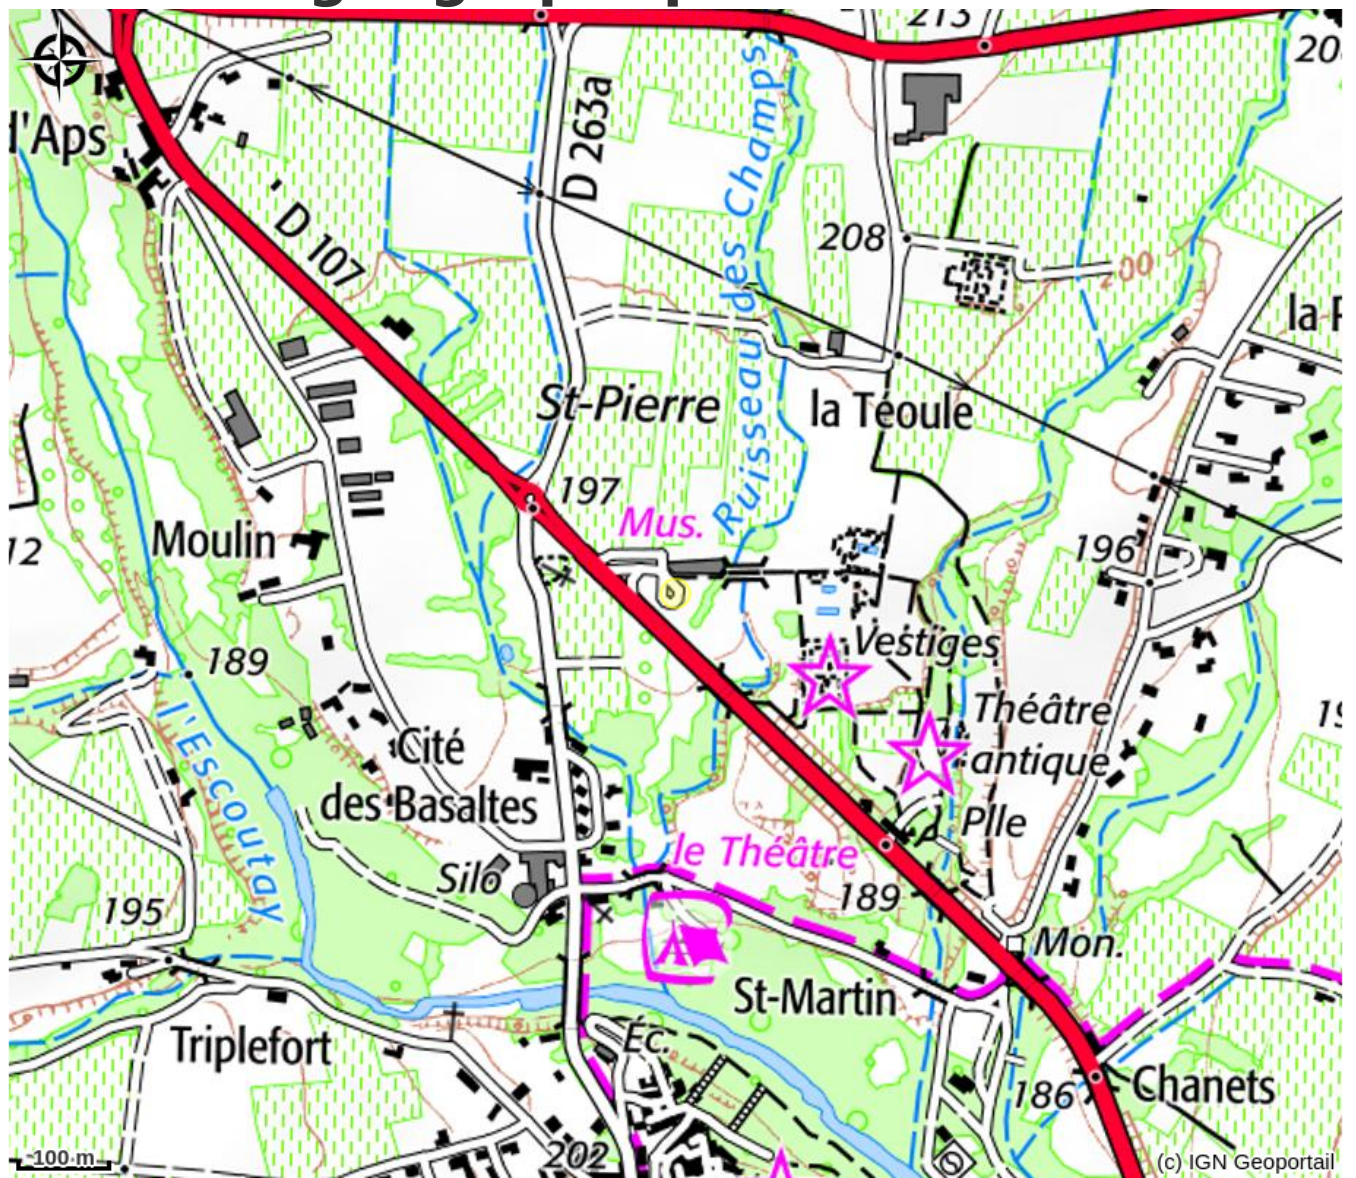 213
d'Aps
D 263a
Ruisseau des Champs
D 107
208
200
St-Pierre
la Téoule
197
Mus.
Moulin
196
12
Vestiges
189
Théâtre
antique
l'Escoutay
Cité
des Basaltes
Plle
le Théâtre
Silo
189
195
Mon.
St-Martin
Triplefort
Éc.
186
Chanets
202
100 m
(c) IGN Geoportail